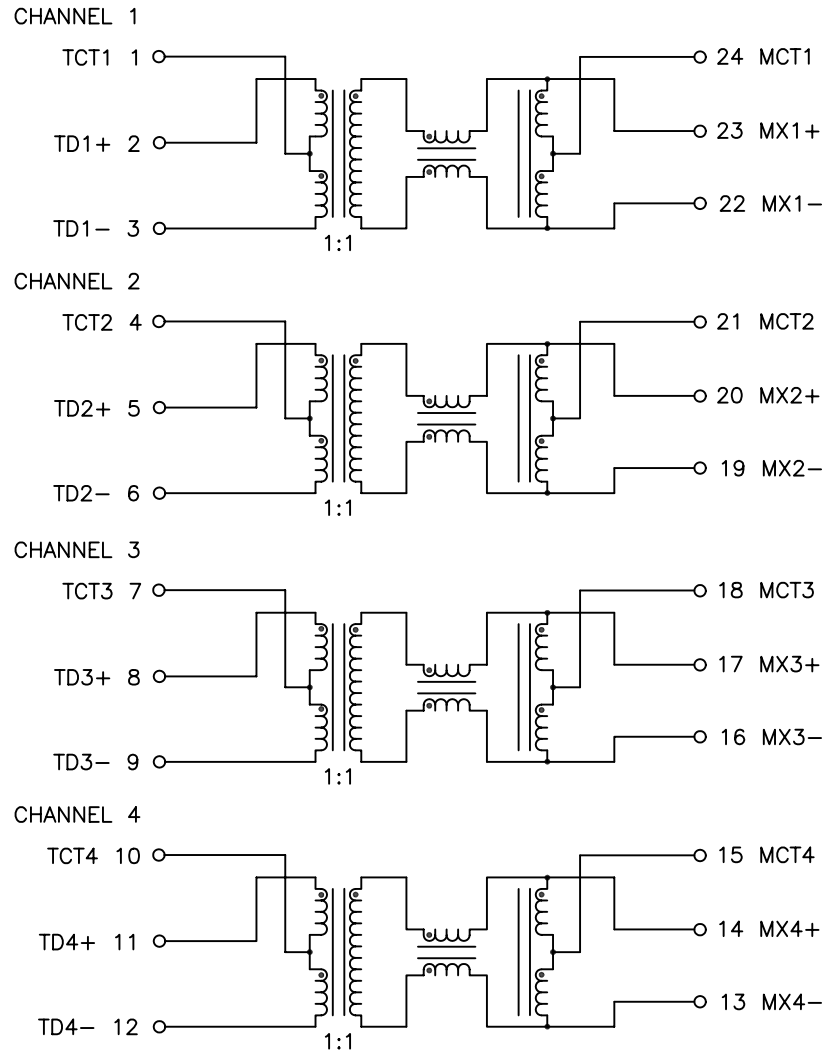 CHANNEL 1
TCT1 1 24 MCT1
TD1+ 2 23 MX1+
TD1− 3 22 MX1−
1:1
CHANNEL 2
TCT2 4 21 MCT2
TD2+ 5 20 MX2+
TD2− 6 19 MX2−
1:1
CHANNEL 3
TCT3 7 18 MCT3
TD3+ 8 17 MX3+
TD3− 9 16 MX3−
1:1
CHANNEL 4
TCT4 10 15 MCT4
TD4+ 11 14 MX4+
TD4− 12 13 MX4−
1:1